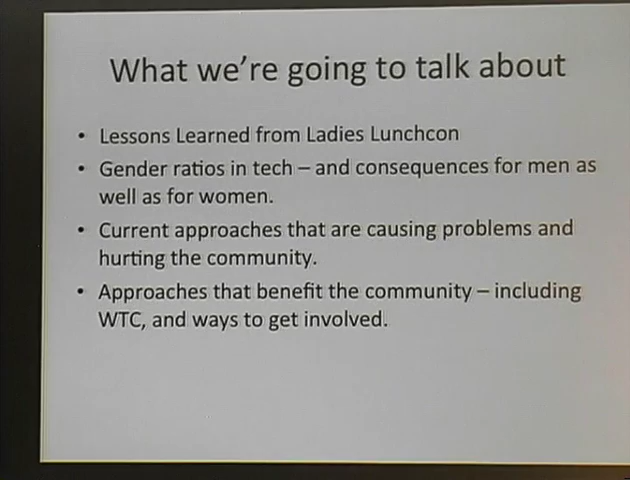 What we're going to talk about
• Lessons Learned from Ladies Lunchcon
• Gender ratios in tech – and consequences for men as
well as for women.
• Current approaches that are causing problems and
hurting the community.
• Approaches that benefit the community – including
WTC, and ways to get involved.